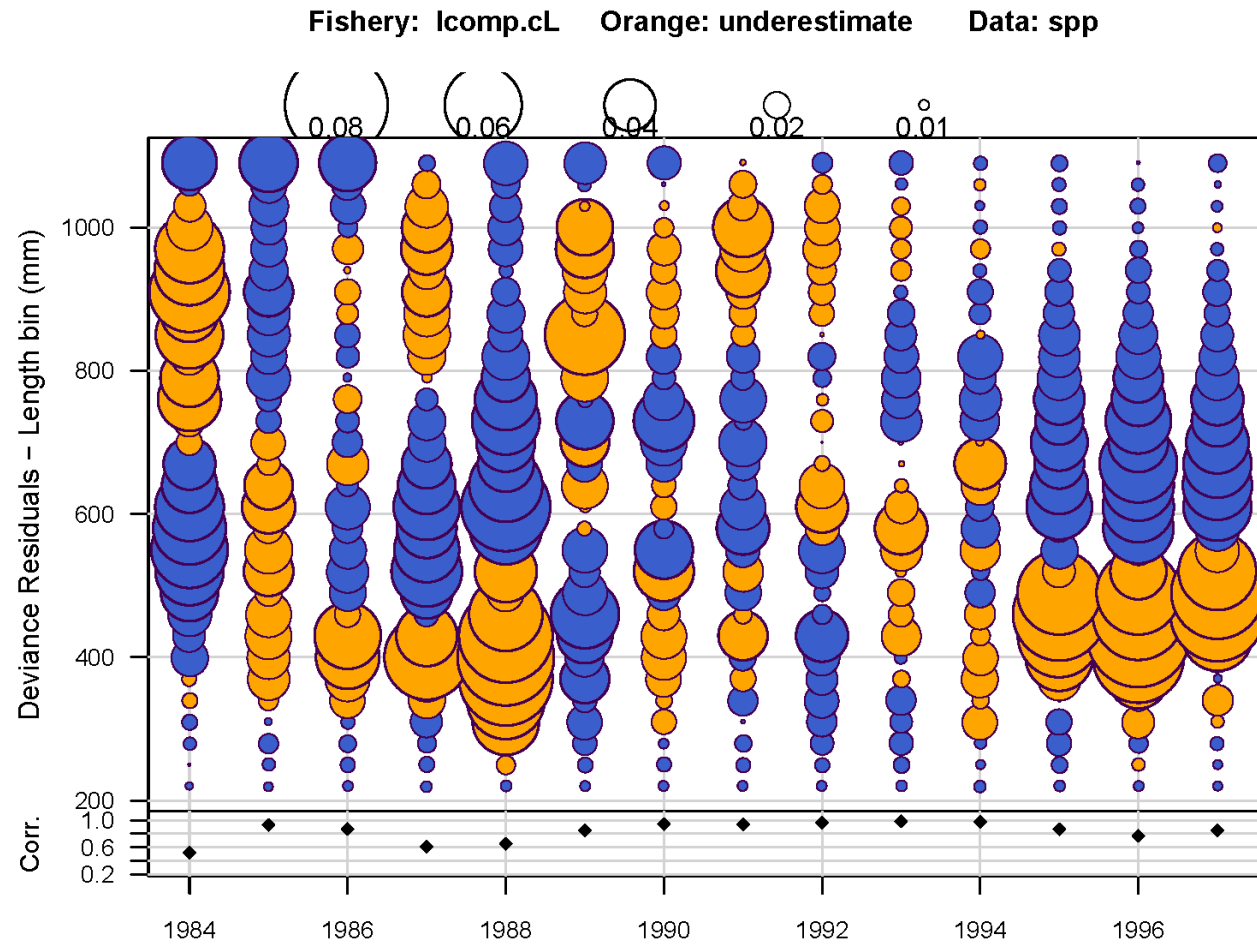 Fishery: lcomp.cL Orange: underestimate Data: spp
0.08 0.06 0.04 0.02 0.01
Deviance Residuals − Length bin (mm)
1000
800
600
400
200
Corr.
1.0
0.6
0.2
1984 1986 1988 1990 1992 1994 1996